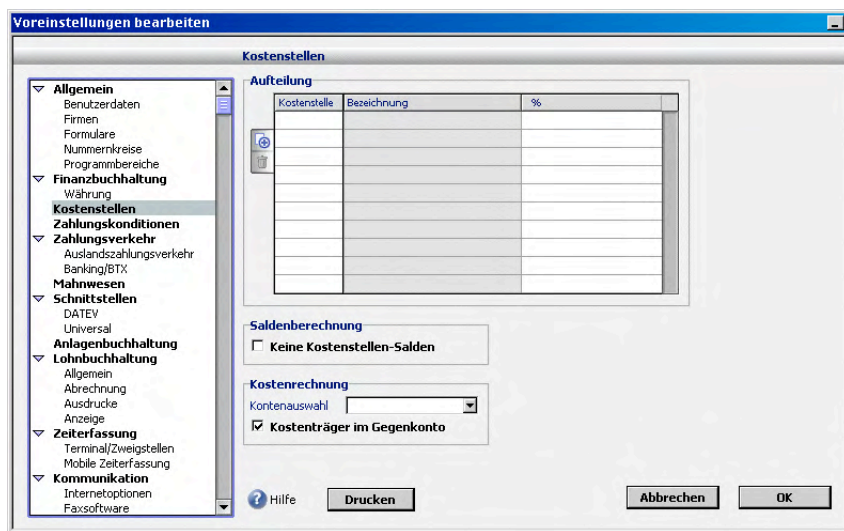 Voreinstellungen bearbeiten
Kostenstellen
Allgemein
Benutzerdaten
Firmen
Formulare
Nummernkreise
Programmbereiche
Finanzbuchhaltung
Währung
Kostenstellen
Zahlungskonditionen
Zahlungsverkehr
Auslandszahlungsverkehr
Banking/BTX
Mahnwesen
Schnittstellen
DATEV
Universal
Anlagenbuchhaltung
Lohnbuchhaltung
Allgemein
Abrechnung
Ausdrucke
Anzeige
Zeiterfassung
Terminal/Zweigstellen
Mobile Zeiterfassung
Kommunikation
Internetoptionen
Faxsoftware
Aufteilung
Kostenstelle Bezeichnung %
Saldenberechnung
Keine Kostenstellen-Salden
Kostenrechnung
Kontenauswahl
Kostenträger im Gegenkonto
Hilfe Drucken Abbrechen OK